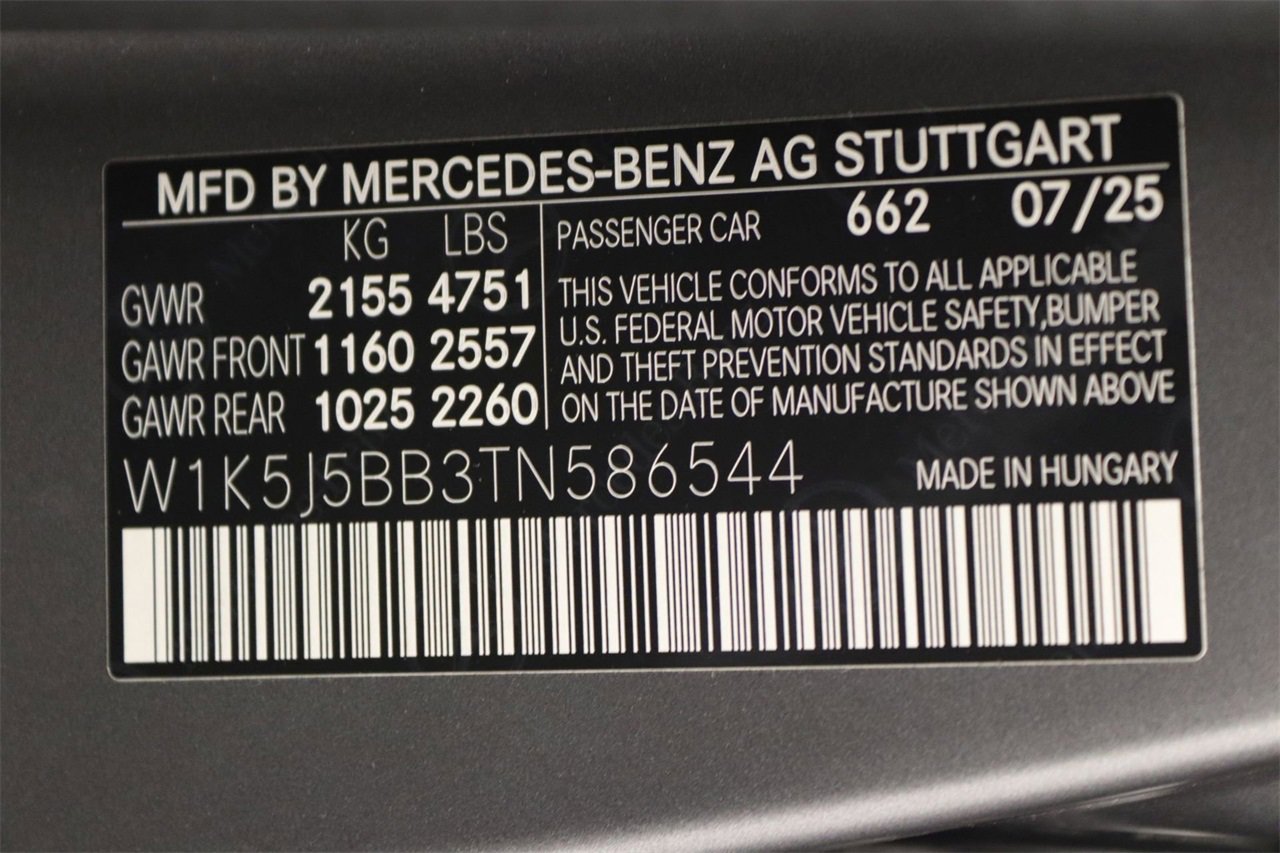 MFD BY MERCEDES-BENZ AG STUTTGART
KG LBS
GVWR 2155 4751
GAWR FRONT 1160 2557
GAWR REAR 1025 2260
PASSENGER CAR 662 07/25
THIS VEHICLE CONFORMS TO ALL APPLICABLE
U.S. FEDERAL MOTOR VEHICLE SAFETY,BUMPER
AND THEFT PREVENTION STANDARDS IN EFFECT
ON THE DATE OF MANUFACTURE SHOWN ABOVE
W1K5J5BB3TN586544 MADE IN HUNGARY